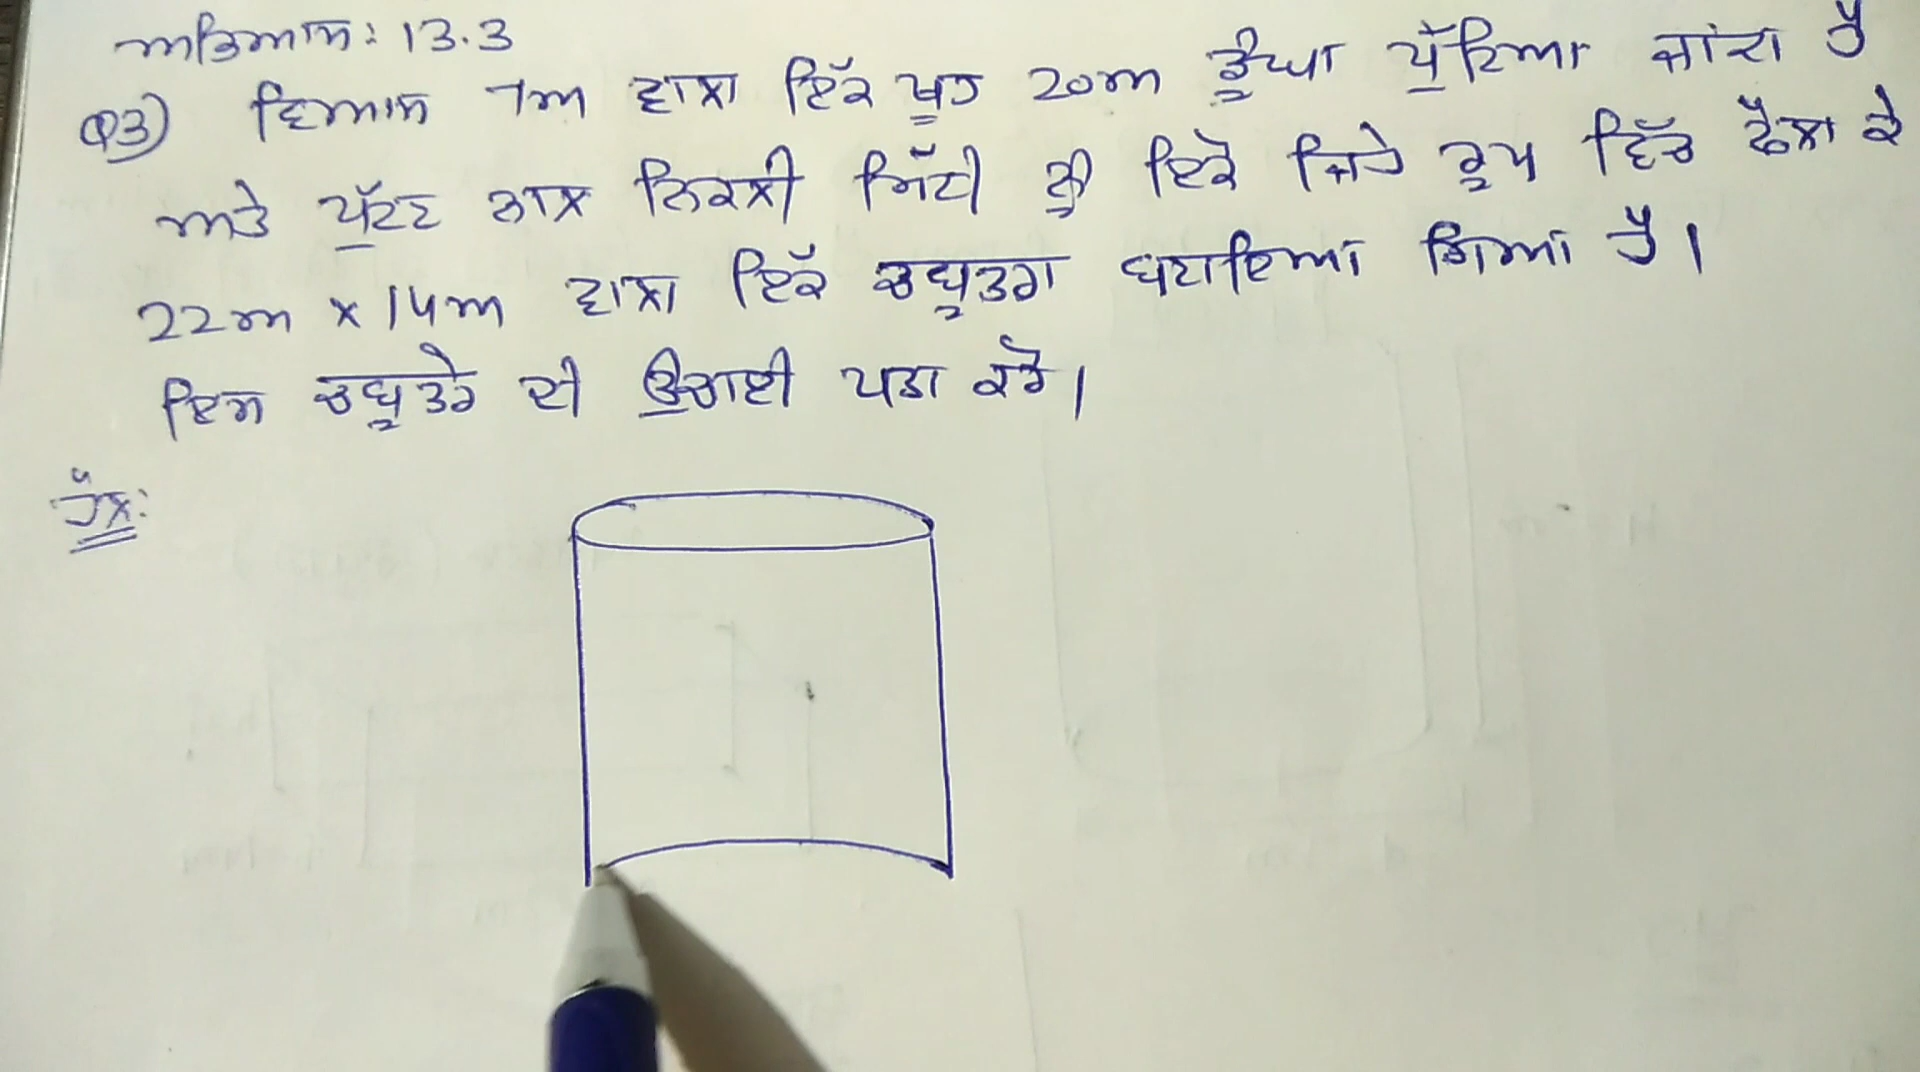 ਅਭਿਆਸ: 13.3
Q3) ਵਿਆਸ 7m ਵਾਲਾ ਇੱਕ ਖੂਹ 20m ਡੂੰਘਾ ਪੁੱਟਿਆ ਜਾਂਦਾ ਹੈ
ਅਤੇ ਪੁੱਟਣ ਨਾਲ ਨਿਕਲੀ ਮਿੱਟੀ ਨੂੰ ਇਕੋ ਜਿਹੇ ਰੂਪ ਵਿੱਚ ਫੈਲਾ ਕੇ
22m x 14m ਵਾਲਾ ਇੱਕ ਚਬੂਤਰਾ ਬਣਾਇਆ ਗਿਆ ਹੈ।
ਇਸ ਚਬੂਤਰੇ ਦੀ ਉਚਾਈ ਪਤਾ ਕਰੋ।
ਹੱਲ: